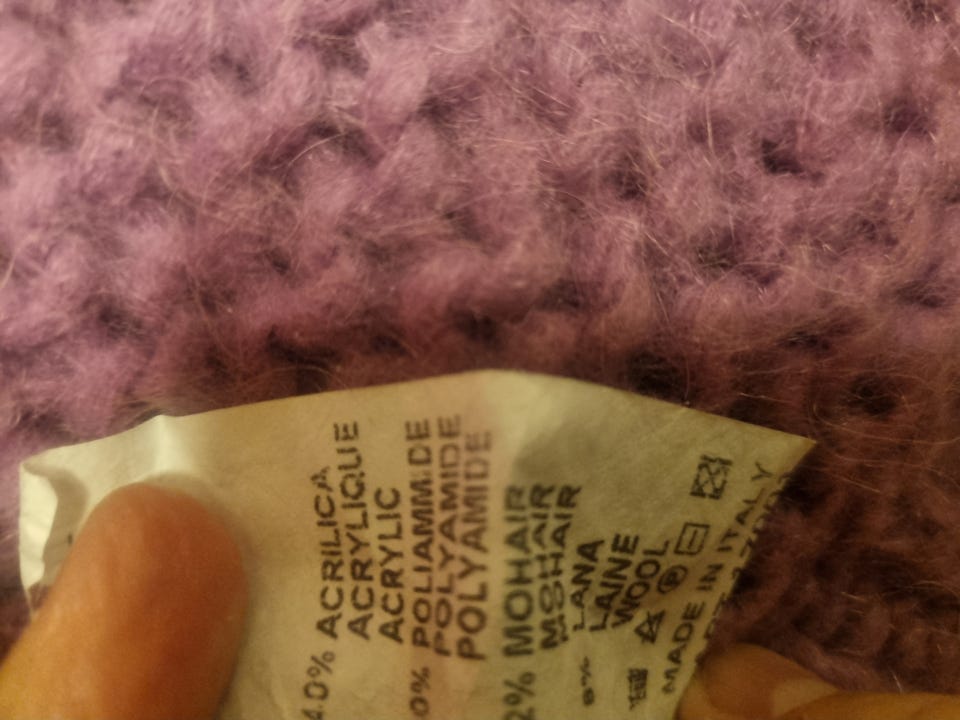 ACRILICA
ACRYLIQUE
ACRYLIC
POLIAMMIDE
POLYAMIDE
POLYAMIDE
MOHAIR
MOHAIR
MOHAIR
LANA
LAINE
WOOL
MADE IN ITALY